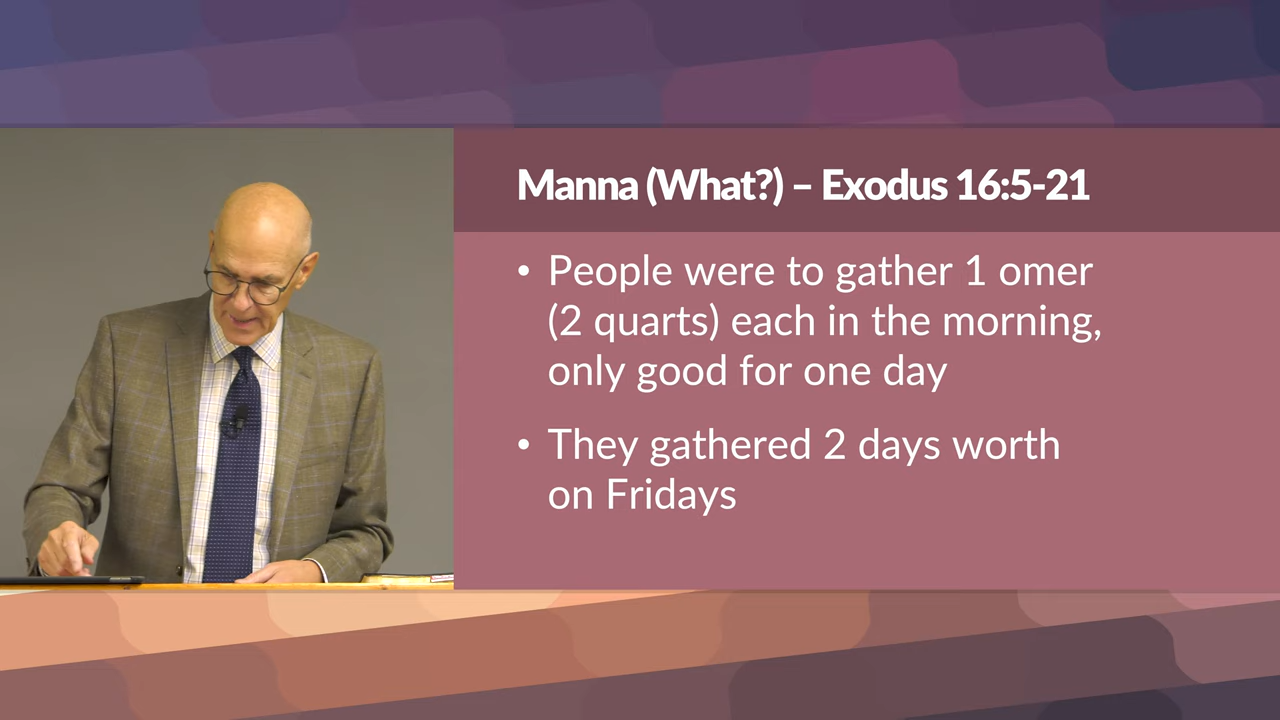 Manna (What?) – Exodus 16:5-21
• People were to gather 1 omer
(2 quarts) each in the morning,
only good for one day
• They gathered 2 days worth
on Fridays